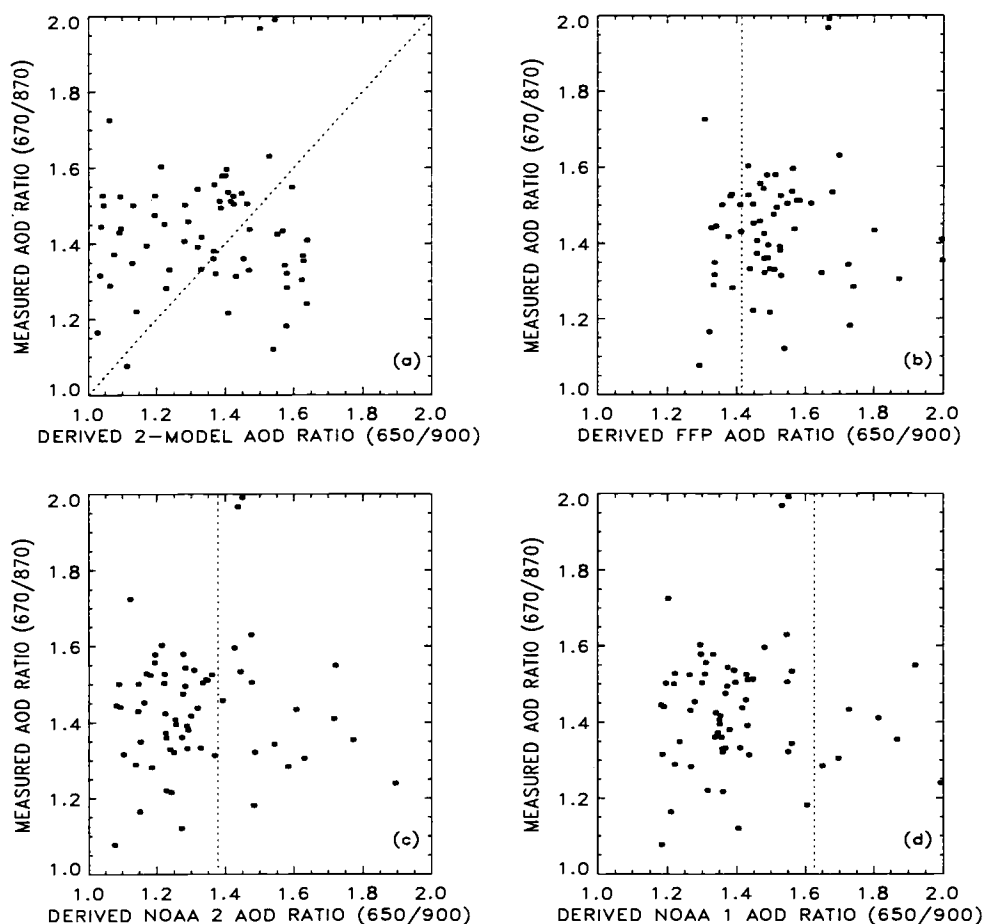 2.0
1.8
1.6
1.4
1.2
1.0
MEASURED AOD RATIO (670/870)
(a)
1.0 1.2 1.4 1.6 1.8 2.0
DERIVED 2-MODEL AOD RATIO (650/900)
2.0
1.8
1.6
1.4
1.2
1.0
MEASURED AOD RATIO (670/870)
(b)
1.0 1.2 1.4 1.6 1.8 2.0
DERIVED FFP AOD RATIO (650/900)
2.0
1.8
1.6
1.4
1.2
1.0
MEASURED AOD RATIO (670/870)
(c)
1.0 1.2 1.4 1.6 1.8 2.0
DERIVED NOAA 2 AOD RATIO (650/900)
2.0
1.8
1.6
1.4
1.2
1.0
MEASURED AOD RATIO (670/870)
(d)
1.0 1.2 1.4 1.6 1.8 2.0
DERIVED NOAA 1 AOD RATIO (650/900)